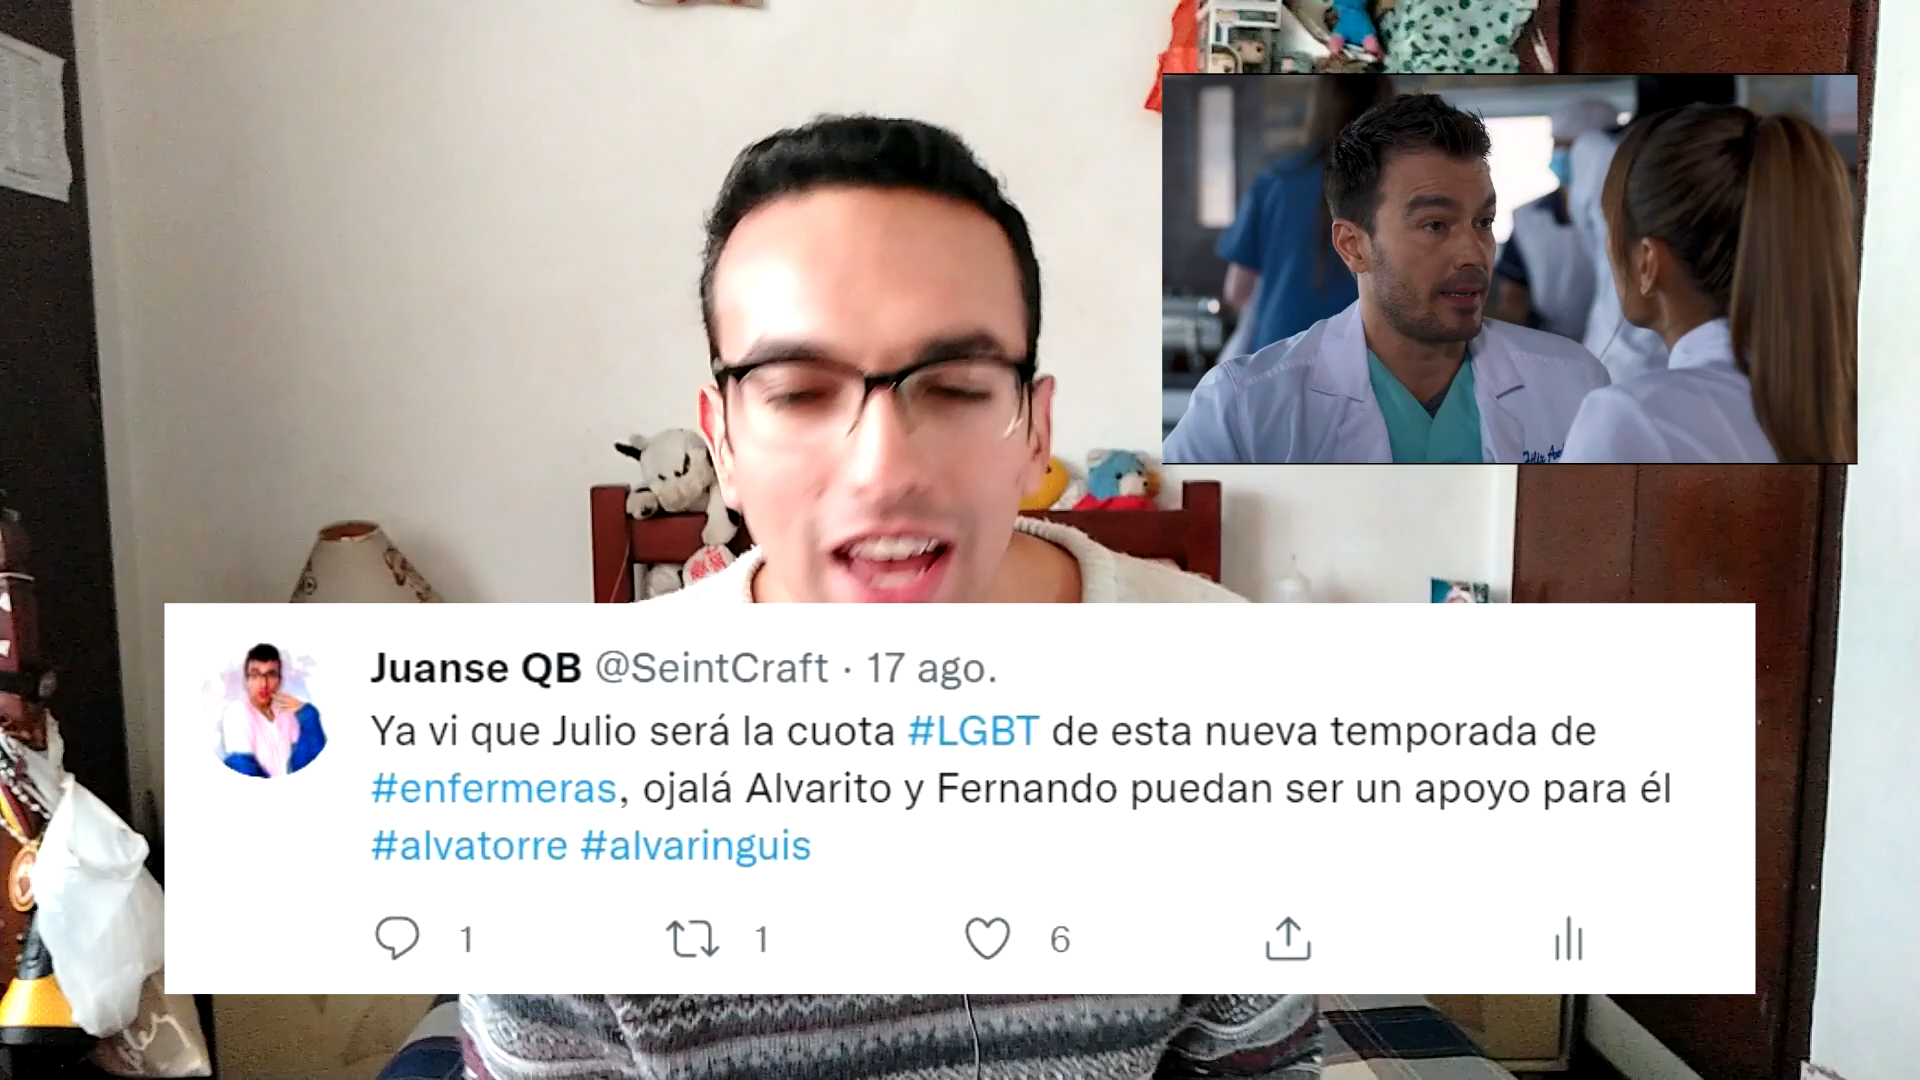 Juanse QB @SeintCraft · 17 ago.
Ya vi que Julio será la cuota #LGBT de esta nueva temporada de
#enfermeras, ojalá Alvarito y Fernando puedan ser un apoyo para él
#alvatorre #alvaringuis
1 1 6